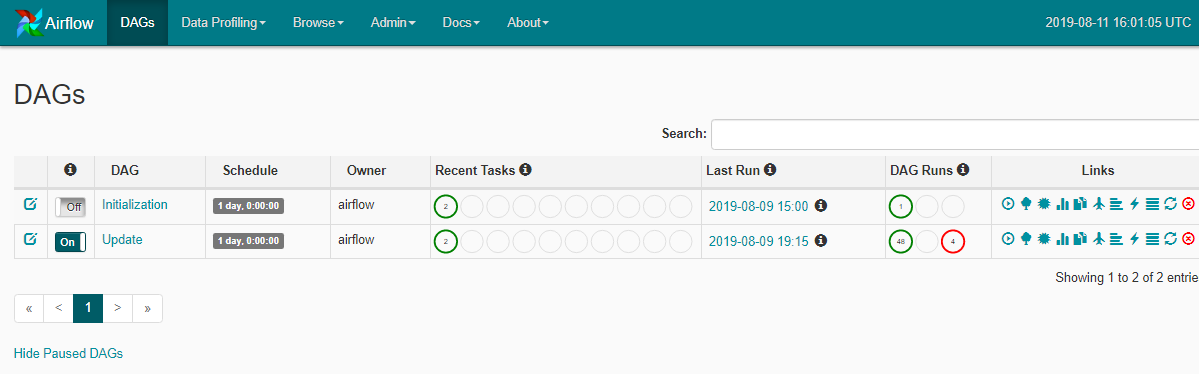 Airflow DAGs Data Profiling Browse Admin Docs About 2019-08-11 16:01:05 UTC
DAGs
Search:
DAG Schedule Owner Recent Tasks Last Run DAG Runs Links
Off Initialization 1 day, 0:00:00 airflow 2 2019-08-09 15:00 1
On Update 1 day, 0:00:00 airflow 2 2019-08-09 19:15 48 4
Showing 1 to 2 of 2 entrie
« < 1 > »
Hide Paused DAGs